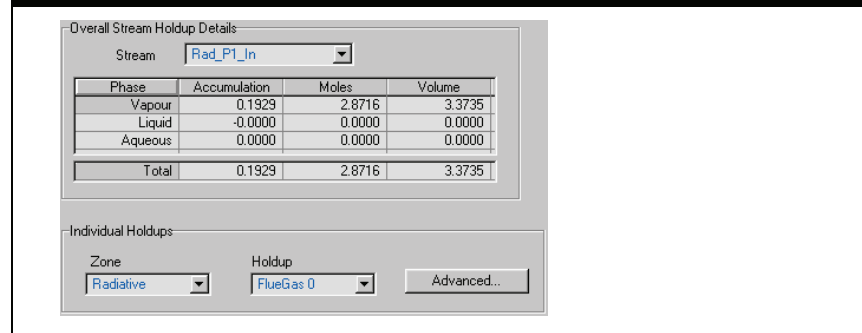 Overall Stream Holdup Details
Stream Rad_P1_In
Phase Accumulation Moles Volume
Vapour 0.1929 2.8716 3.3735
Liquid -0.0000 0.0000 0.0000
Aqueous 0.0000 0.0000 0.0000
Total 0.1929 2.8716 3.3735
Individual Holdups
Zone Holdup
Radiative FlueGas 0 Advanced...